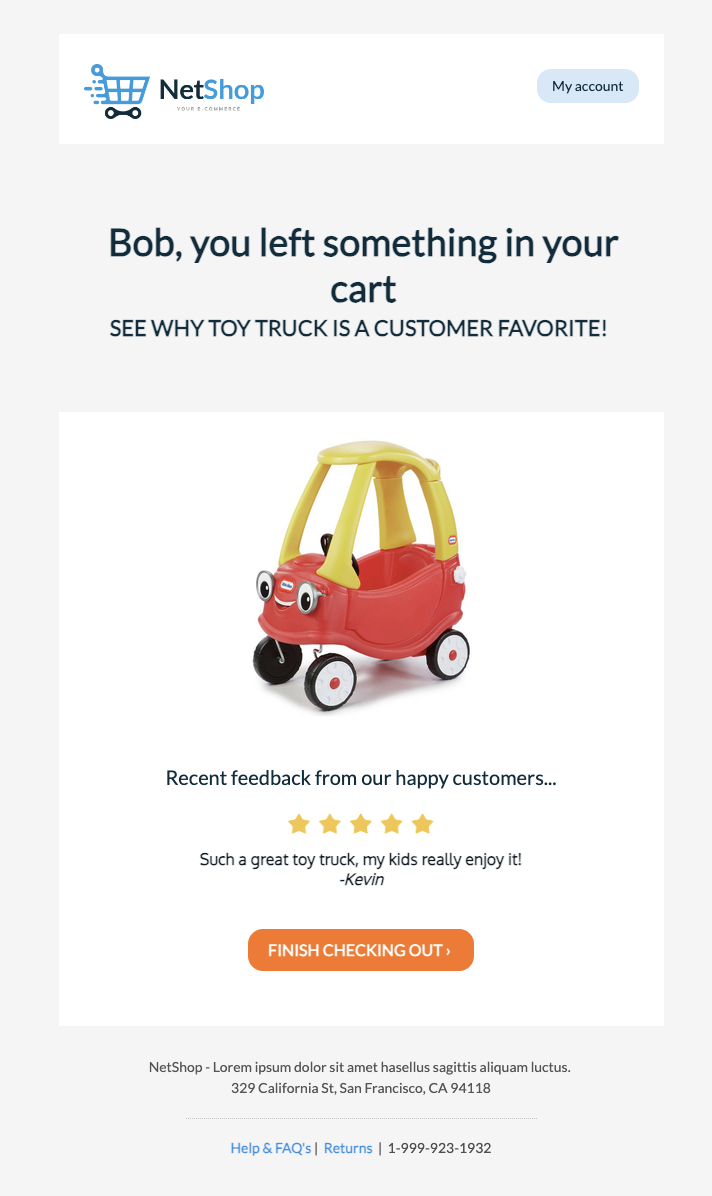 NetShop
YOUR E-COMMERCE
My account
Bob, you left something in your
cart
SEE WHY TOY TRUCK IS A CUSTOMER FAVORITE!
Recent feedback from our happy customers...
Such a great toy truck, my kids really enjoy it!
-Kevin
FINISH CHECKING OUT ›
NetShop - Lorem ipsum dolor sit amet hasellus sagittis aliquam luctus.
329 California St, San Francisco, CA 94118
Help & FAQ's | Returns | 1-999-923-1932